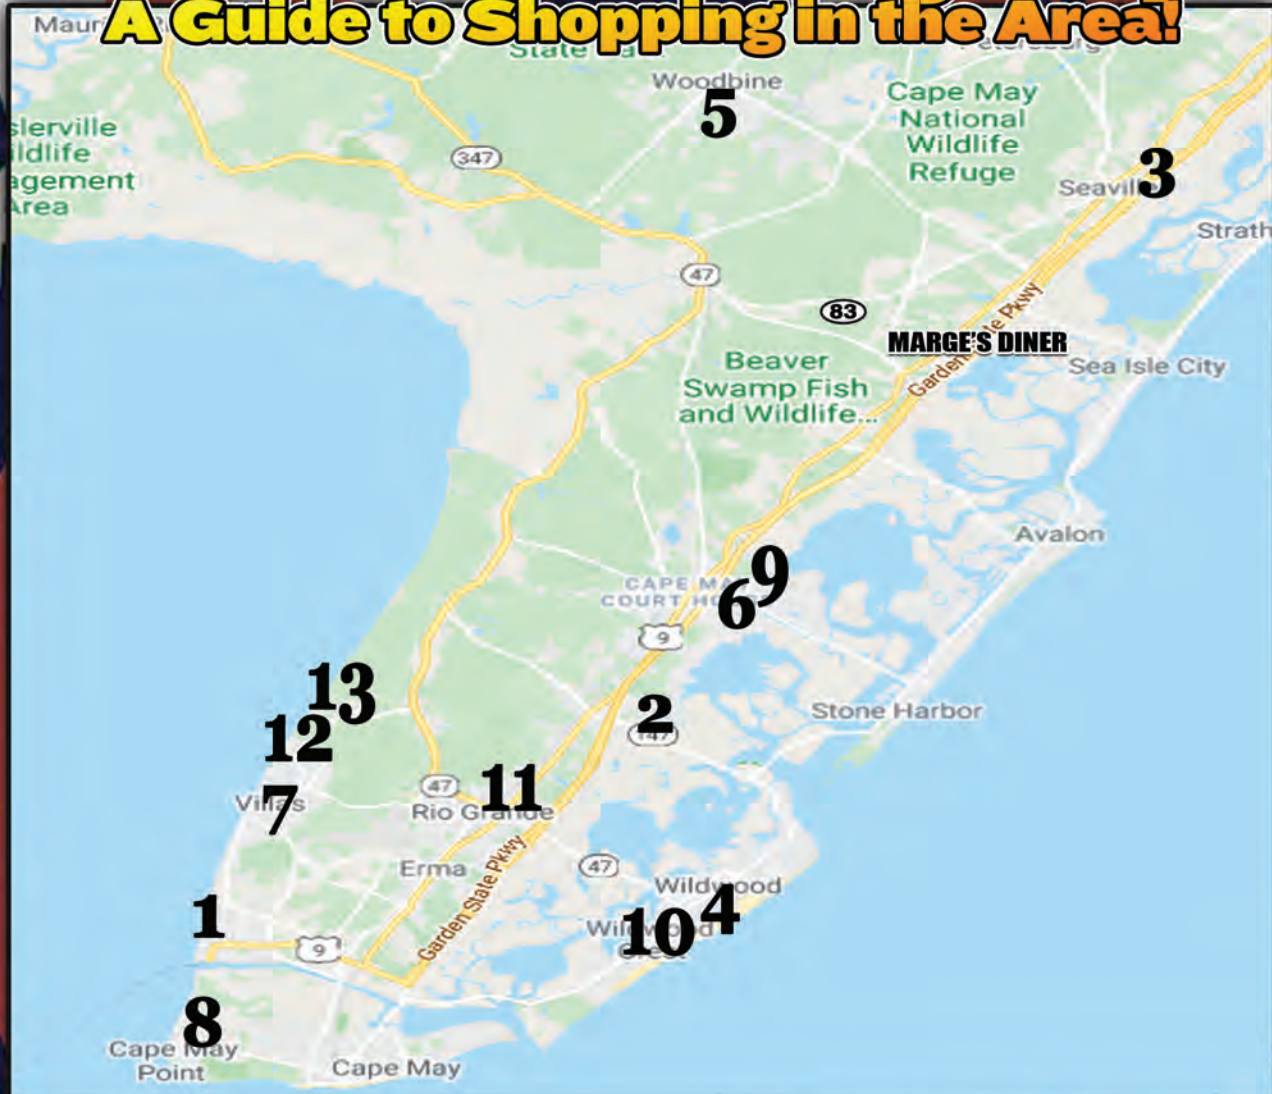 A Guide to Shopping in the Area!
State
Woodbine
5
Cape May
National
Wildlife
Refuge
347
3
47
83
MARGE'S DINER
Garden State Pkwy
Beaver
Swamp Fish
and Wildlife...
Sea Isle City
Avalon
9
6
9
13
2
147
Stone Harbor
12
47
11
7
Rio Grande
Erma
Garden State Pkwy
47
Wildwood
4
1
10
9
8
Cape May
Point
Cape May